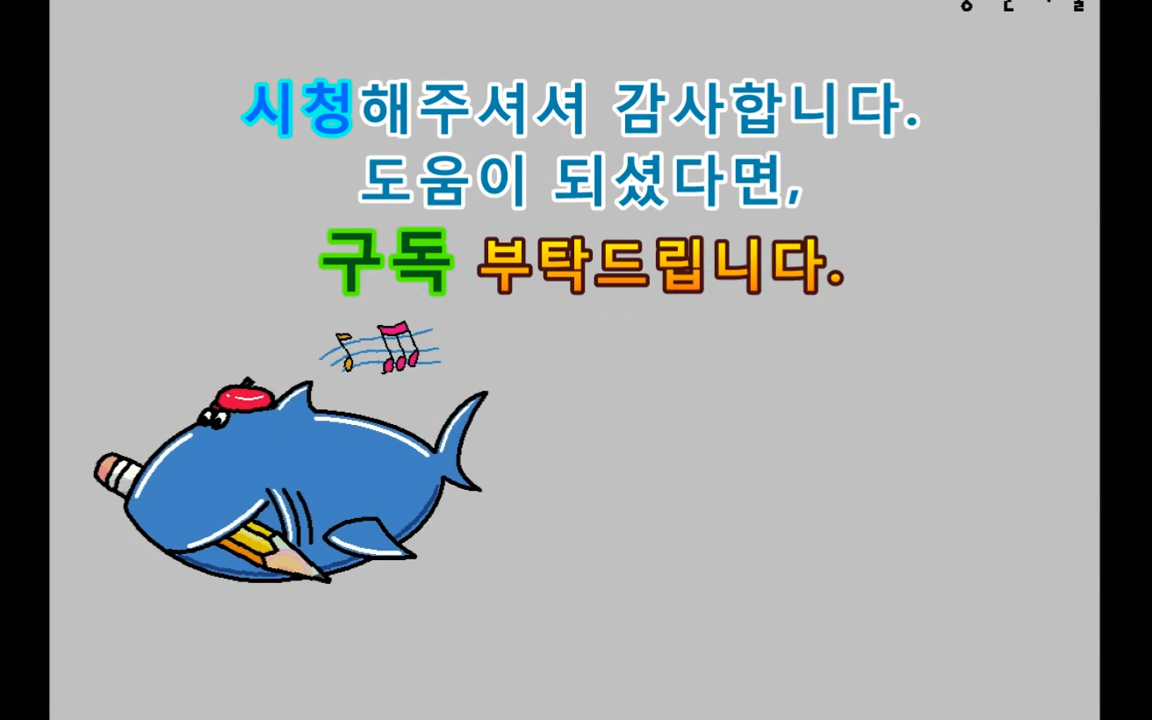 시청해주셔셔 감사합니다.
도움이 되셨다면,
구독 부탁드립니다.